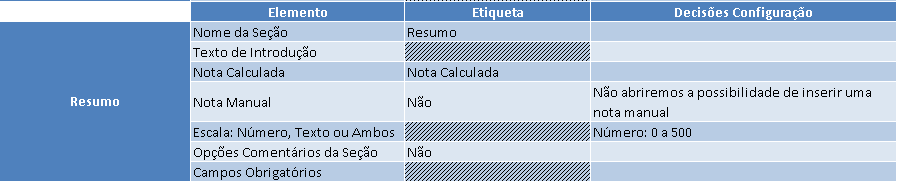 Elemento Etiqueta Decisões Configuração
Nome da Seção Resumo
Texto de Introdução
Nota Calculada Nota Calculada
Resumo
Nota Manual Não Não abriremos a possibilidade de inserir uma
nota manual
Escala: Número, Texto ou Ambos Número: 0 a 500
Opções Comentários da Seção Não
Campos Obrigatórios